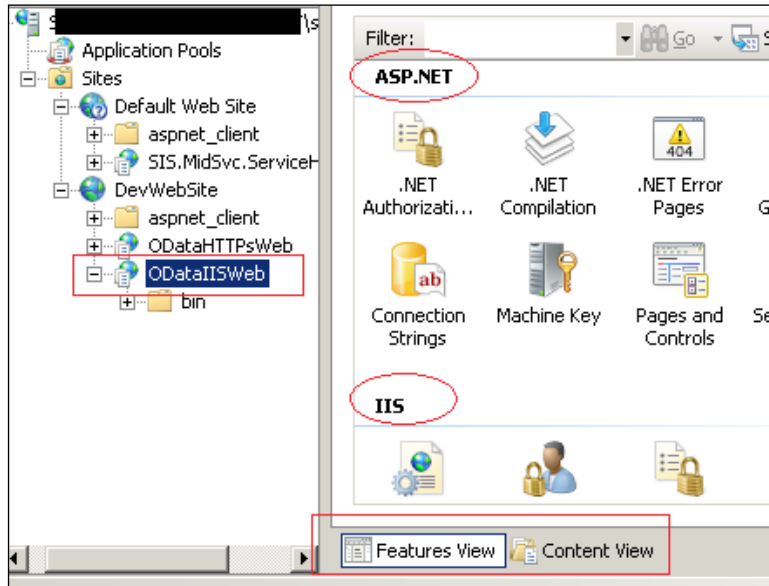 \s
Application Pools
Sites
Default Web Site
aspnet_client
SIS.MidSvc.ServiceH
DevWebSite
aspnet_client
ODataHTTPsWeb
ODataIISWeb
bin
Filter:
Go
S
ASP.NET
.NET
Authorizati...
.NET
Compilation
404
.NET Error
Pages
G
ab
Connection
Strings
Machine Key
Pages and
Controls
Se
IIS
Features View
Content View